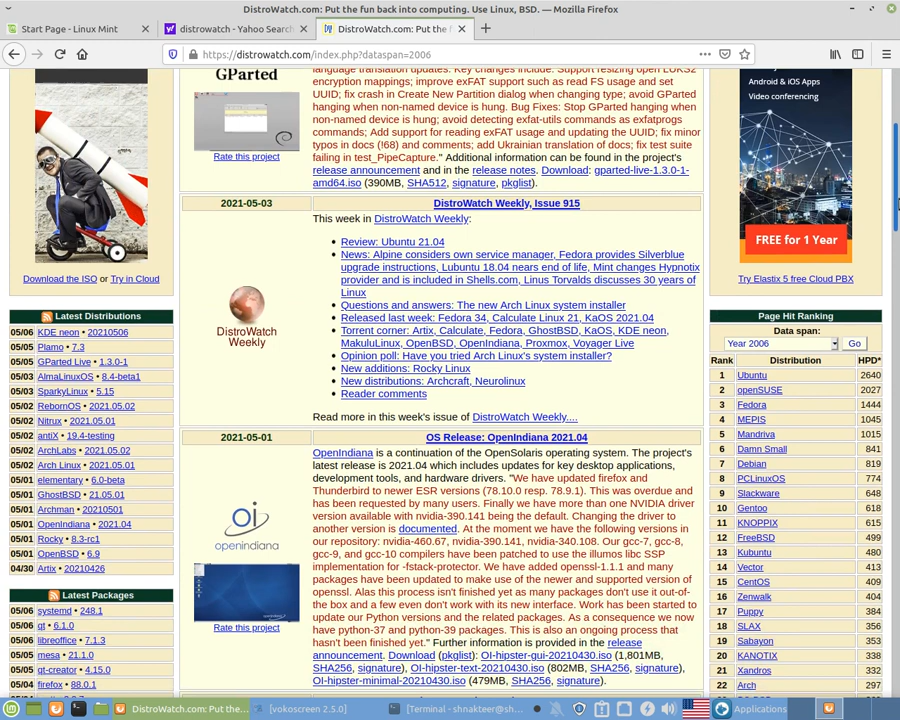 DistroWatch.com: Put the fun back into computing. Use Linux, BSD. — Mozilla Firefox
Start Page - Linux Mint
distrowatch - Yahoo Search
DistroWatch.com: Put the f
https://distrowatch.com/index.php?dataspan=2006
Download the ISO or Try in Cloud
Latest Distributions
05/06 KDE neon • 20210506
05/05 Plamo • 7.3
05/05 GParted Live • 1.3.0-1
05/03 AlmaLinuxOS • 8.4-beta1
05/03 SparkyLinux • 5.15
05/02 RebornOS • 2021.05.02
05/02 Nitrux • 2021.05.01
05/02 antiX • 19.4-testing
05/02 ArchLabs • 2021.05.02
05/02 Arch Linux • 2021.05.01
05/01 elementary • 6.0-beta
05/01 GhostBSD • 21.05.01
05/01 Archman • 20210501
05/01 OpenIndiana • 2021.04
05/01 Rocky • 8.3-rc1
05/01 OpenBSD • 6.9
04/30 Artix • 20210426
Latest Packages
05/06 systemd • 248.1
05/06 qt • 6.1.0
05/06 libreoffice • 7.1.3
05/05 mesa • 21.1.0
05/05 qt-creator • 4.15.0
05/04 firefox • 88.0.1
GParted
Rate this project
language translation updates. Key changes include: Support resizing open LUKS2
encryption mappings; improve exFAT support such as read FS usage and set
UUID; fix crash in Create New Partition dialog when changing type; avoid GParted
hanging when non-named device is hung. Bug Fixes: Stop GParted hanging
when non-named device is hung; avoid detecting exfat-utils commands as exfatprogs
commands; Add support for reading exFAT usage and updating the UUID; fix minor
typos in docs (!68) and comments; add Ukrainian translation of docs; fix test suite
failing in test_PipeCapture." Additional information can be found in the project's
release announcement and in the release notes. Download: gparted-live-1.3.0-1-
amd64.iso (390MB, SHA512, signature, pkglist).
2021-05-03
DistroWatch Weekly, Issue 915
DistroWatch
Weekly
This week in DistroWatch Weekly:
• Review: Ubuntu 21.04
• News: Alpine considers own service manager, Fedora provides Silverblue
upgrade instructions, Lubuntu 18.04 nears end of life, Mint changes Hypnotix
provider and is included in Shells.com, Linus Torvalds discusses 30 years of
Linux
• Questions and answers: The new Arch Linux system installer
• Released last week: Fedora 34, Calculate Linux 21, KaOS 2021.04
• Torrent corner: Artix, Calculate, Fedora, GhostBSD, KaOS, KDE neon,
MakuluLinux, OpenBSD, OpenIndiana, Proxmox, Voyager Live
• Opinion poll: Have you tried Arch Linux's system installer?
• New additions: Rocky Linux
• New distributions: Archcraft, Neurolinux
• Reader comments
Read more in this week's issue of DistroWatch Weekly....
2021-05-01
OS Release: OpenIndiana 2021.04
oi
openindiana
Rate this project
OpenIndiana is a continuation of the OpenSolaris operating system. The project's
latest release is 2021.04 which includes updates for key desktop applications,
development tools, and hardware drivers. "We have updated firefox and
Thunderbird to newer ESR versions (78.10.0 resp. 78.9.1). This was overdue and
has been requested by many users. Finally we have more than one NVIDIA driver
version available with nvidia-390.141 being the default. Changing the driver to
another version is documented. At the moment we have the following versions in
our repository: nvidia-460.67, nvidia-390.141, nvidia-340.108. Our gcc-7, gcc-8,
gcc-9, and gcc-10 compilers have been patched to use the illumos libc SSP
implementation for -fstack-protector. We have added openssl-1.1.1 and many
packages have been updated to make use of the newer and supported version of
openssl. Alas this process isn't finished yet as many packages don't use it out-of-
the box and a few even don't work with its new interface. Work has been started to
update our Python versions and the related packages. As a consequence we now
have python-37 and python-39 packages. This is also an ongoing process that
hasn't been finished yet." Further information is provided in the release
announcement. Download (pkglist): OI-hipster-gui-20210430.iso (1,801MB,
SHA256, signature), OI-hipster-text-20210430.iso (802MB, SHA256, signature),
OI-hipster-minimal-20210430.iso (479MB, SHA256, signature).
Android & iOS Apps
Video conferencing
FREE for 1 Year
Try Elastix 5 free Cloud PBX
Page Hit Ranking
Data span:
Year 2006 Go
Rank Distribution HPD*
1 Ubuntu 2640
2 openSUSE 2027
3 Fedora 1444
4 MEPIS 1045
5 Mandriva 1015
6 Damn Small 841
7 Debian 819
8 PCLinuxOS 774
9 Slackware 648
10 Gentoo 618
11 KNOPPIX 615
12 FreeBSD 499
13 Kubuntu 480
14 Vector 413
15 CentOS 409
16 Zenwalk 404
17 Puppy 384
18 SLAX 356
19 Sabayon 353
20 KANOTIX 338
21 Xandros 332
22 Arch 297
DistroWatch.com: Put the...
[vokoscreen 2.5.0]
[Terminal - shnakteer@sh...
Applications